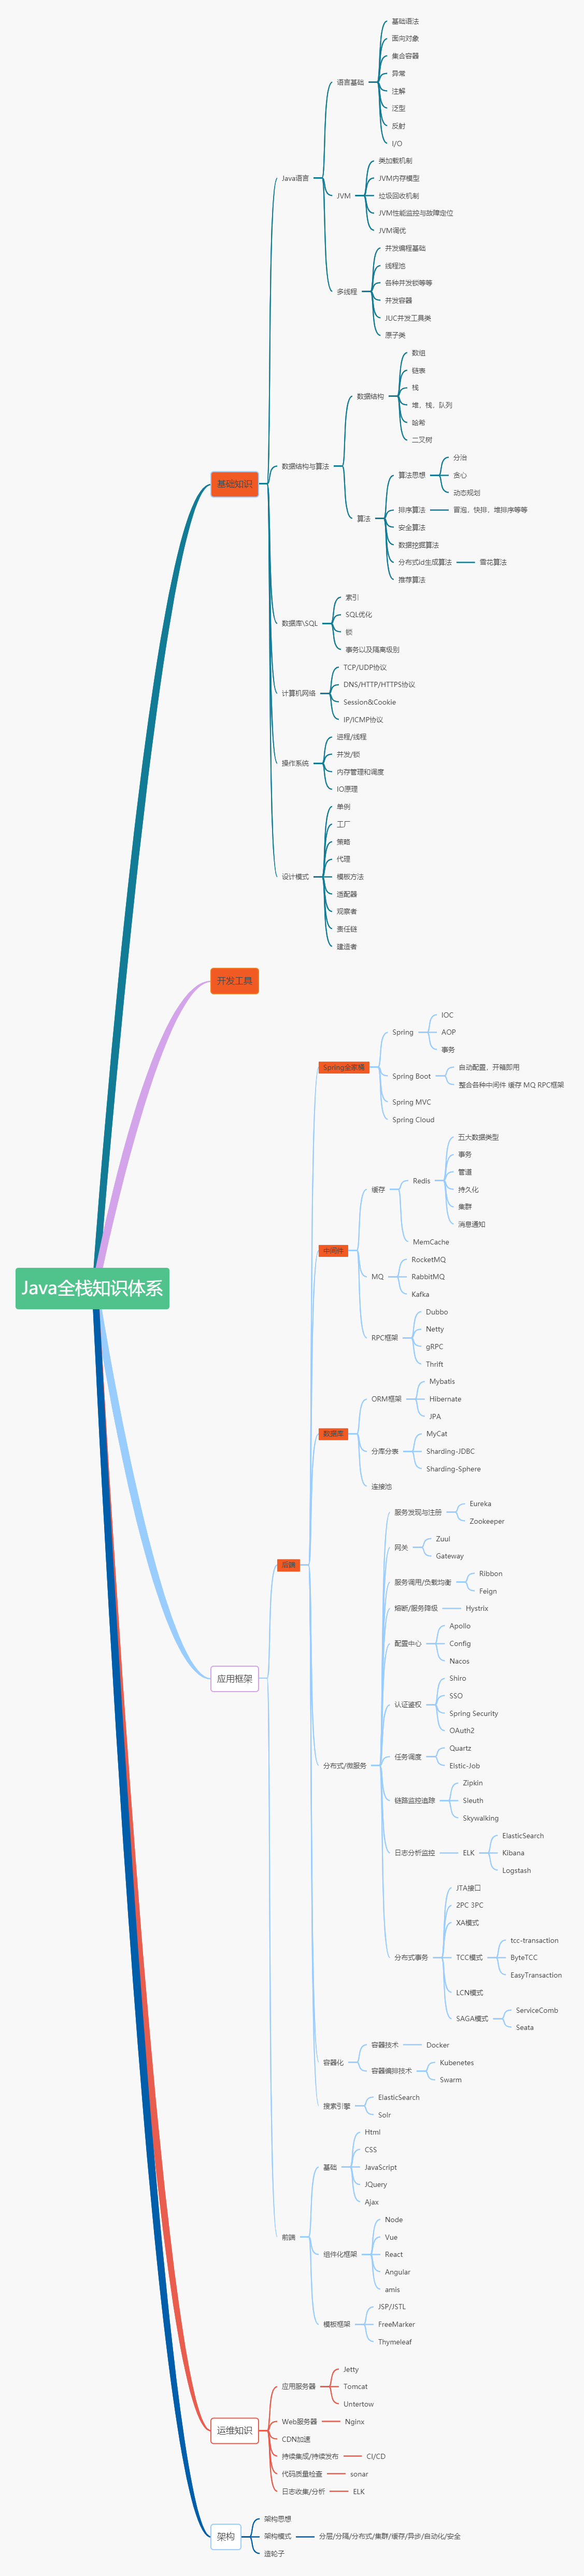 Java全栈知识体系
基础知识
Java语言
语言基础
基础语法
面向对象
集合容器
异常
注解
泛型
反射
I/O
JVM
类加载机制
JVM内存模型
垃圾回收机制
JVM性能监控与故障定位
JVM调优
多线程
并发编程基础
线程池
各种并发锁等等
并发容器
JUC并发工具类
原子类
数据结构与算法
数据结构
数组
链表
栈
堆、栈、队列
哈希
二叉树
算法
算法思想
分治
贪心
动态规划
排序算法
冒泡、快排、堆排序等等
安全算法
数据挖掘算法
分布式id生成算法
雪花算法
推荐算法
数据库\SQL
索引
SQL优化
锁
事务以及隔离级别
计算机网络
TCP/UDP协议
DNS/HTTP/HTTPS协议
Session&Cookie
IP/ICMP协议
操作系统
进程/线程
并发/锁
内存管理和调度
IO原理
设计模式
单例
工厂
策略
代理
模板方法
适配器
观察者
责任链
建造者
开发工具
应用框架
后端
Spring全家桶
Spring
IOC
AOP
事务
Spring Boot
自动配置、开箱即用
整合各种中间件 缓存 MQ RPC框架
Spring MVC
Spring Cloud
中间件
缓存
Redis
五大数据类型
事务
管道
持久化
集群
消息通知
MemCache
MQ
RocketMQ
RabbitMQ
Kafka
RPC框架
Dubbo
Netty
gRPC
Thrift
数据库
ORM框架
Mybatis
Hibernate
JPA
分库分表
MyCat
Sharding-JDBC
Sharding-Sphere
连接池
分布式/微服务
服务发现与注册
Eureka
Zookeeper
网关
Zuul
Gateway
服务调用/负载均衡
Ribbon
Feign
熔断/服务降级
Hystrix
配置中心
Apollo
Config
Nacos
认证鉴权
Shiro
SSO
Spring Security
OAuth2
任务调度
Quartz
Elstic-Job
链路监控追踪
Zipkin
Sleuth
Skywalking
日志分析监控
ELK
ElasticSearch
Kibana
Logstash
分布式事务
JTA接口
2PC 3PC
XA模式
TCC模式
tcc-transaction
ByteTCC
EasyTransaction
LCN模式
SAGA模式
ServiceComb
Seata
容器化
容器技术
Docker
容器编排技术
Kubenetes
Swarm
搜索引擎
ElasticSearch
Solr
前端
基础
Html
CSS
JavaScript
JQuery
Ajax
组件化框架
Node
Vue
React
Angular
amis
模板框架
JSP/JSTL
FreeMarker
Thymeleaf
运维知识
应用服务器
Jetty
Tomcat
Untertow
Web服务器
Nginx
CDN加速
持续集成/持续发布
CI/CD
代码质量检查
sonar
日志收集/分析
ELK
架构
架构思想
架构模式
分层/分隔/分布式/集群/缓存/异步/自动化/安全
造轮子